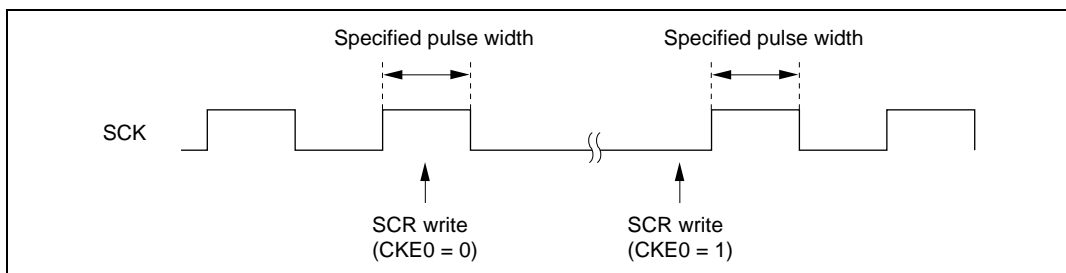 Specified pulse width
Specified pulse width
SCK
SCR write
(CKE0 = 0)
SCR write
(CKE0 = 1)